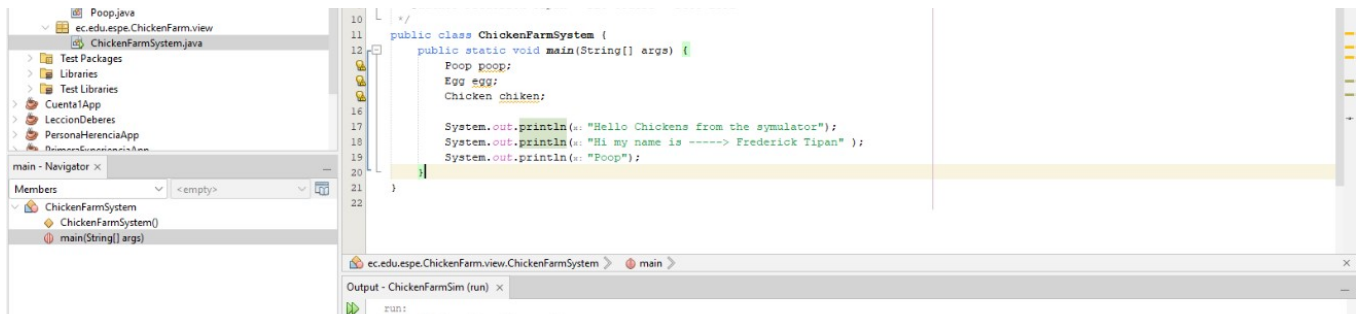 Poop.java
ec.edu.espe.ChickenFarm.view
ChickenFarmSystem.java
Test Packages
Libraries
Test Libraries
Cuenta1App
LeccionDeberes
PersonaHerenciaApp
main - Navigator ×
Members
<empty>
ChickenFarmSystem
ChickenFarmSystem()
main(String[] args)
10 */
11 public class ChickenFarmSystem {
12 public static void main(String[] args) {
Poop poop;
Egg egg;
Chicken chiken;
16
17 System.out.println(x: "Hello Chickens from the symulator");
18 System.out.println(x: "Hi my name is -----> Frederick Tipan" );
19 System.out.println(x: "Poop");
20 }
21 }
22
ec.edu.espe.ChickenFarm.view.ChickenFarmSystem
main
Output - ChickenFarmSim (run) ×
run: